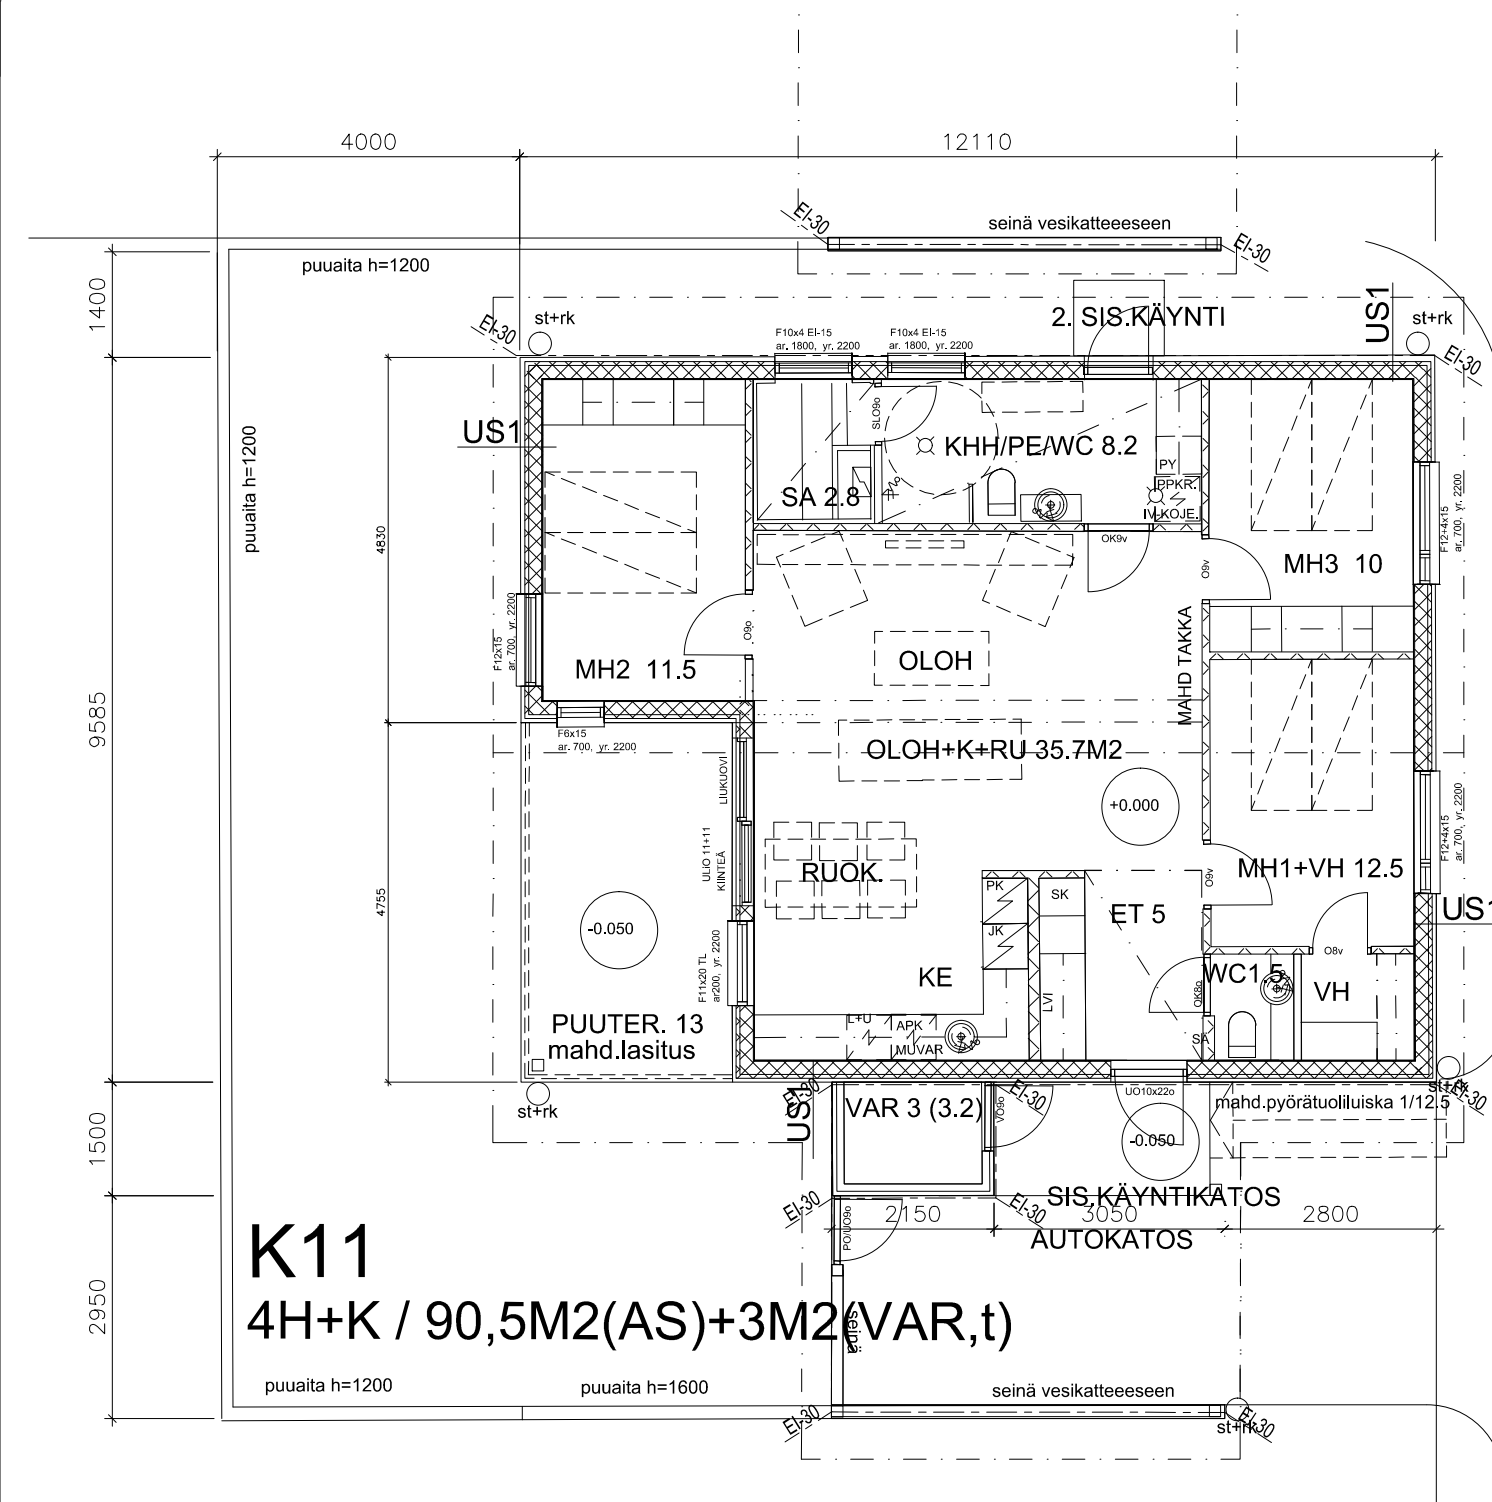 4000
12110
EI-30
seinä vesikatteeeseen
EI-30
puuaita h=1200
1400
EI-30
st+rk
F10x4 EI-15
ar. 1800, yr. 2200
F10x4 EI-15
ar. 1800, yr. 2200
2. SIS.KÄYNTI
US1
st+rk
EI-30
US1
puuaita h=1200
SLO9o
KHH/PE/WC 8.2
PY
SA 2.8
PPKR.
IV-KOJE.
F12+4x15
ar. 700, yr. 2200
4830
OK9v
O9v
MH3 10
F12x15
ar. 700, yr. 2200
O9o
MH2 11.5
OLOH
MAHD TAKKA
9585
F6x15
ar. 700, yr. 2200
OLOH+K+RU 35.7M2
LIUKUOVI
+0.000
ULIO 11+11
KIINTEÄ
F12+4x15
ar. 700, yr. 2200
RUOK.
O9v
MH1+VH 12.5
4755
PK
SK
ET 5
US1
-0.050
JK
O8v
F11x20 TL
ar200, yr. 2200
KE
WC1.5
VH
LVI
OK8o
PUUTER. 13
mahd.lasitus
L+U
APK
MUVAR
SA
st+rk
EI-30
US1
VAR 3 (3.2)
VO9o
EI-30
UO10x22o
mahd.pyörätuoliluiska 1/12.5
st+rk
EI-30
1500
-0.050
EI-30
EI-30
SIS.KÄYNTIKATOS
2150
3050
2800
PO/UO9o
AUTOKATOS
K11
2950
4H+K / 90,5M2(AS)+3M2(VAR,t)
seinä
puuaita h=1200
puuaita h=1600
seinä vesikatteeeseen
EI-30
EI-30
st+rk